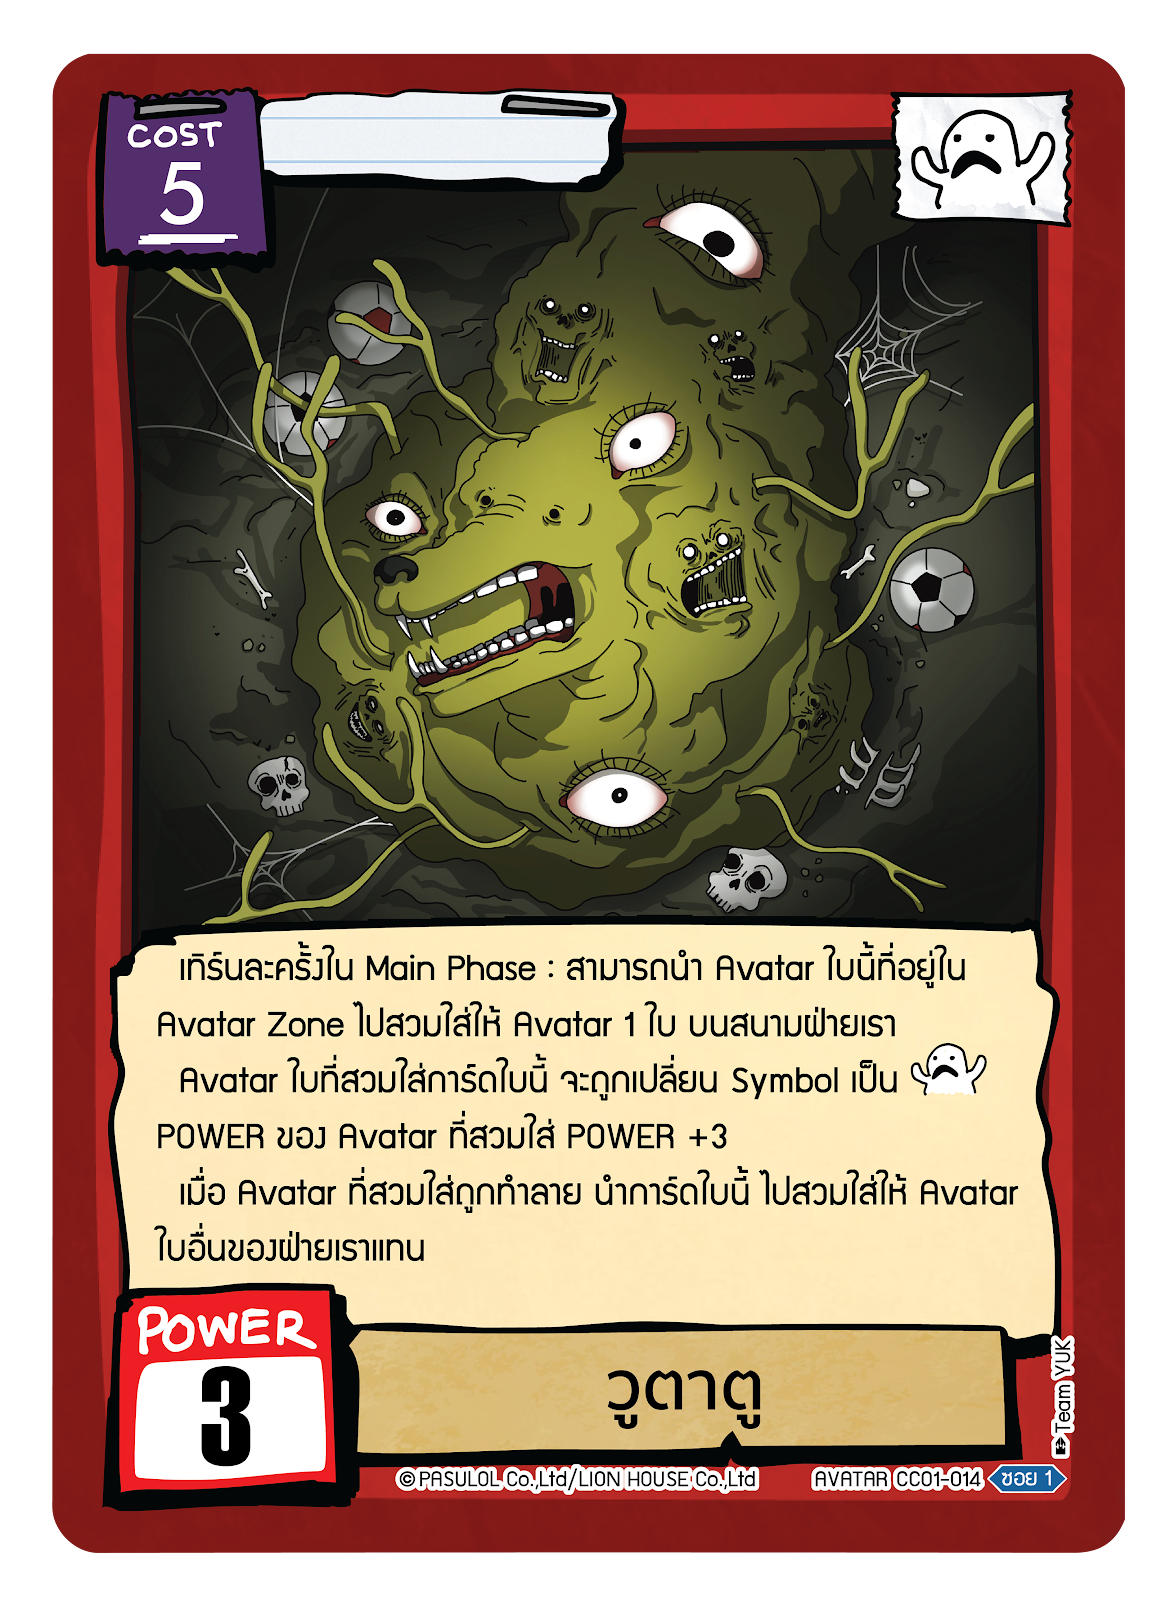 COST
5
เทิร์นละครั้งใน Main Phase : สามารถนำ Avatar ใบนี้ที่อยู่ใน
Avatar Zone ไปสวมใส่ให้ Avatar 1 ใบ บนสนามฝ่ายเรา
Avatar ใบที่สวมใส่การ์ดใบนี้ จะถูกเปลี่ยน Symbol เป็น
POWER ของ Avatar ที่สวมใส่ POWER +3
เมื่อ Avatar ที่สวมใส่ถูกทำลาย นำการ์ดใบนี้ ไปสวมใส่ให้ Avatar
ใบอื่นของฝ่ายเราแทน
POWER
3
วูตาตู
Team YUK
© PASULOL Co.,Ltd/LION HOUSE Co.,Ltd
AVATAR CC01-014 ซอย 1